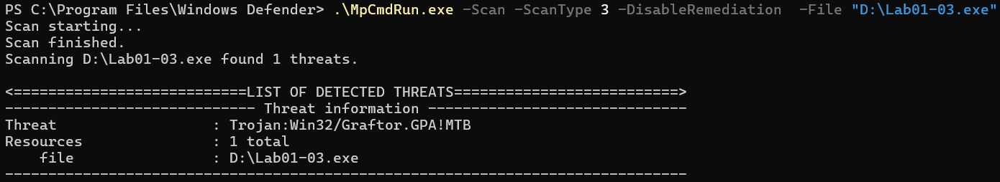 PS C:\Program Files\Windows Defender> .\MpCmdRun.exe -Scan -ScanType 3 -DisableRemediation  -File "D:\Lab01-03.exe"
Scan starting...
Scan finished.
Scanning D:\Lab01-03.exe found 1 threats.
<===========================LIST OF DETECTED THREATS==========================>
----------------------------- Threat information ------------------------------
Threat                  : Trojan:Win32/Graftor.GPA!MTB
Resources               : 1 total
    file                : D:\Lab01-03.exe
-------------------------------------------------------------------------------